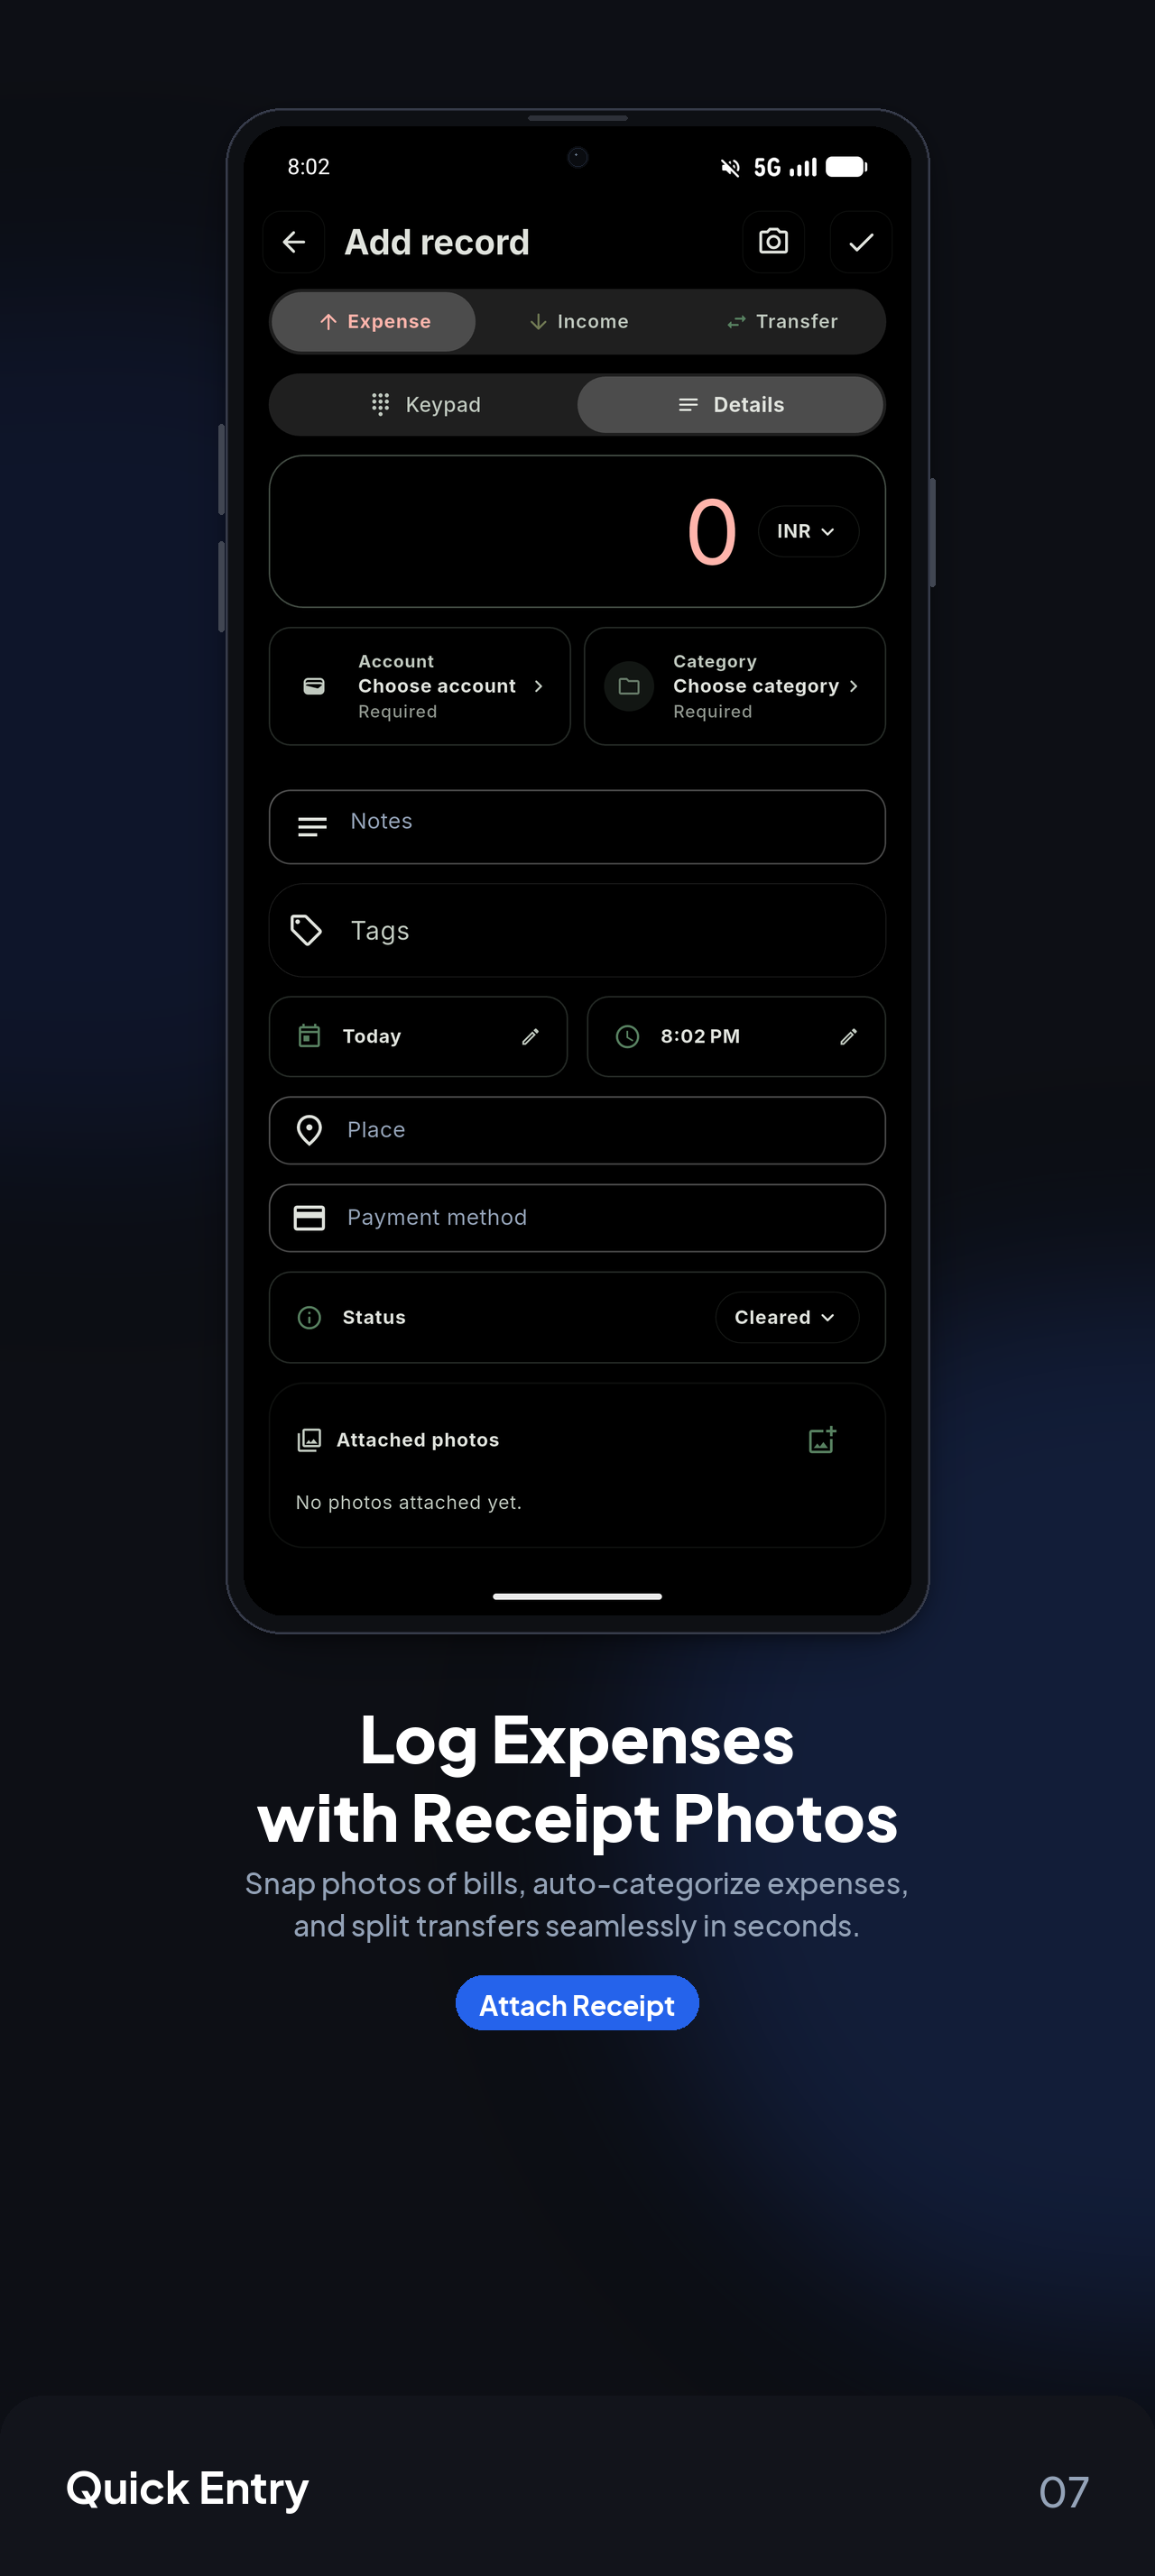 8:02
5G
Add record
Expense
Income
Transfer
Keypad
Details
0
INR
Account
Choose account
Required
Category
Choose category
Required
Notes
Tags
Today
8:02 PM
Place
Payment method
Status
Cleared
Attached photos
No photos attached yet.
Log Expenses
with Receipt Photos
Snap photos of bills, auto-categorize expenses,
and split transfers seamlessly in seconds.
Attach Receipt
Quick Entry
07